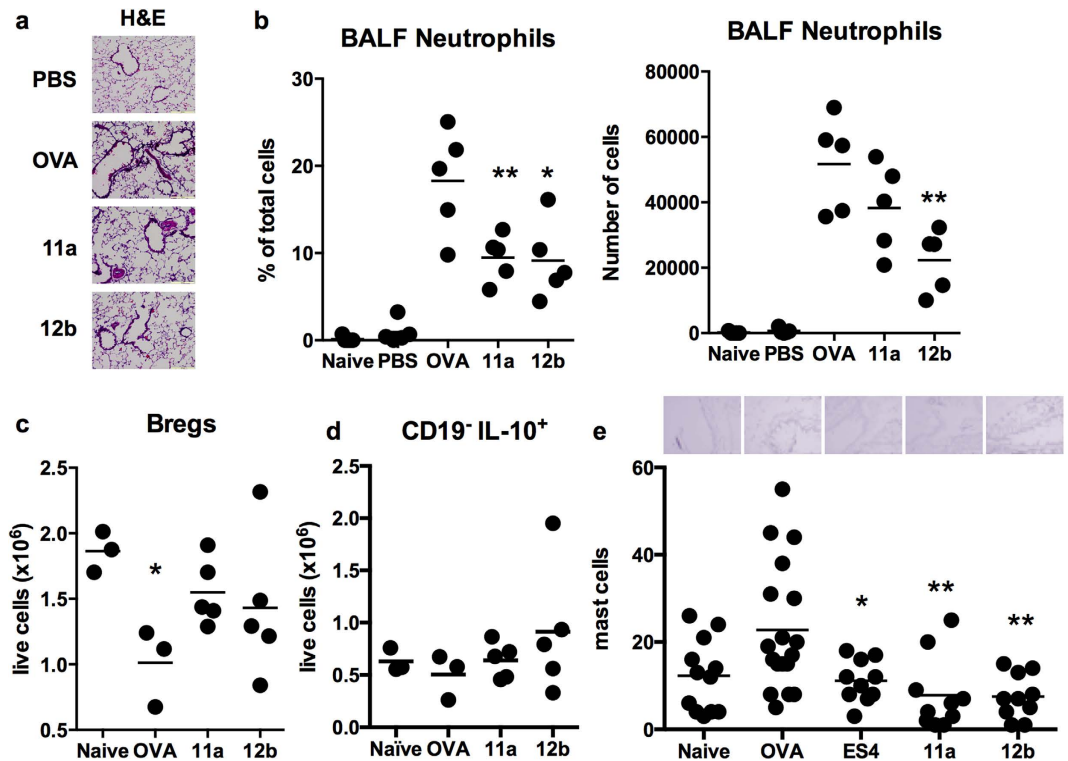 a
H&E
PBS
OVA
11a
12b
b
BALF Neutrophils
% of total cells
30
20
10
0
Naive PBS OVA 11a 12b
** *
BALF Neutrophils
Number of cells
80000
60000
40000
20000
0
Naive PBS OVA 11a 12b
**
c
Bregs
live cells (x10⁶)
2.5
2.0
1.5
1.0
0.5
Naive OVA 11a 12b
*
d
CD19⁻ IL-10⁺
live cells (x10⁶)
2.5
2.0
1.5
1.0
0.5
0.0
Naïve OVA 11a 12b
e
mast cells
60
40
20
0
Naive OVA ES4 11a 12b
* ** **